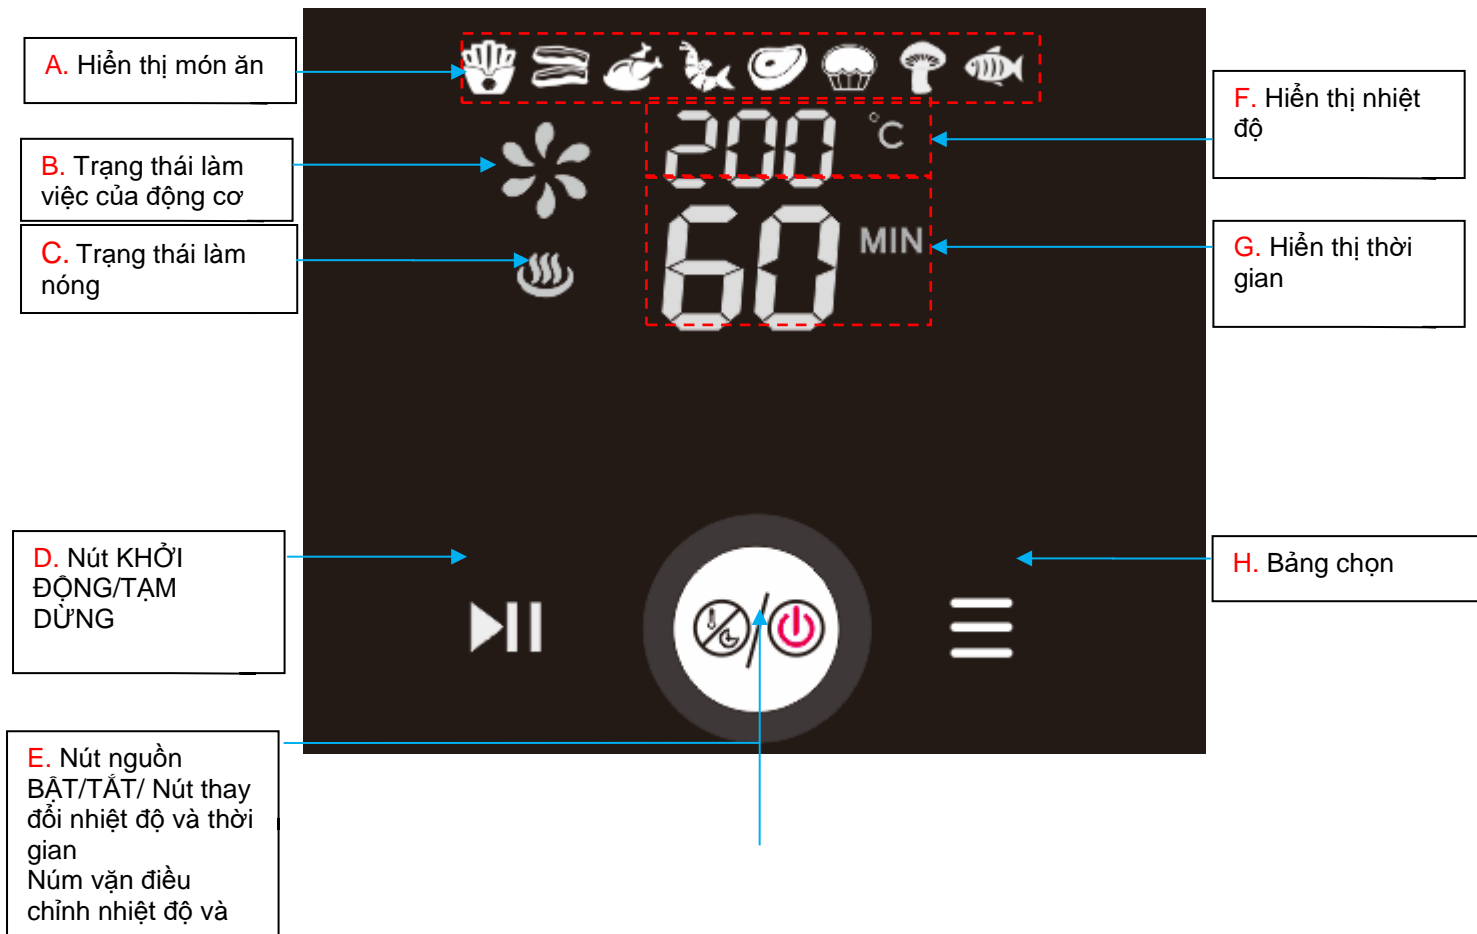 A. Hiển thị món ăn
B. Trạng thái làm
việc của động cơ
C. Trạng thái làm
nóng
200 °C
60 MIN
F. Hiển thị nhiệt
độ
G. Hiển thị thời
gian
D. Nút KHỞI
ĐỘNG/TẠM
DỪNG
H. Bảng chọn
E. Nút nguồn
BẬT/TẮT/ Nút thay
đổi nhiệt độ và thời
gian
Núm vặn điều
chỉnh nhiệt độ và